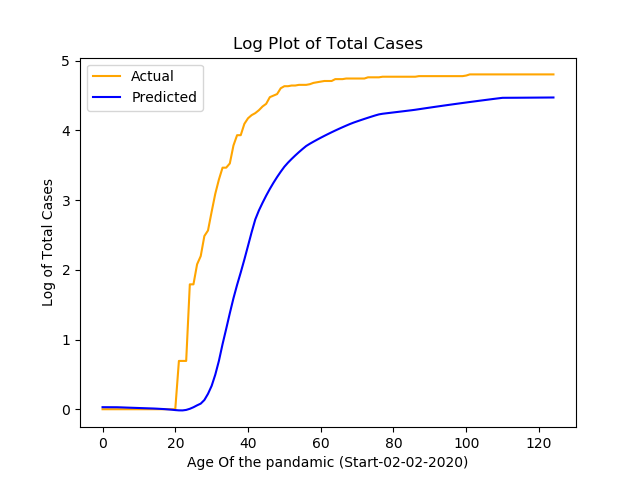 Log Plot of Total Cases
Actual
Predicted
5
4
3
2
1
0
Log of Total Cases
0 20 40 60 80 100 120
Age Of the pandamic (Start-02-02-2020)